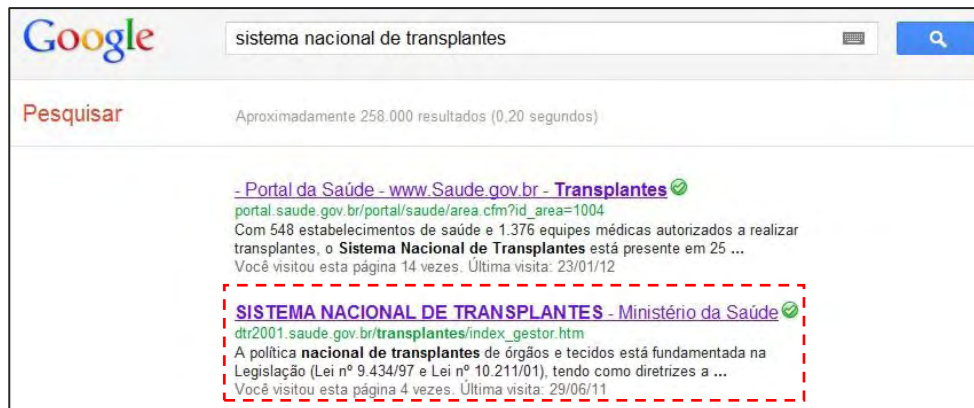 Google
sistema nacional de transplantes
Pesquisar
Aproximadamente 258.000 resultados (0,20 segundos)
- Portal da Saúde - www.Saude.gov.br - Transplantes
portal.saude.gov.br/portal/saude/area.cfm?id_area=1004
Com 548 estabelecimentos de saúde e 1.376 equipes médicas autorizados a realizar
transplantes, o Sistema Nacional de Transplantes está presente em 25 ...
Você visitou esta página 14 vezes. Última visita: 23/01/12
SISTEMA NACIONAL DE TRANSPLANTES - Ministério da Saúde
dtr2001.saude.gov.br/transplantes/index_gestor.htm
A política nacional de transplantes de órgãos e tecidos está fundamentada na
Legislação (Lei nº 9.434/97 e Lei nº 10.211/01), tendo como diretrizes a ...
Você visitou esta página 4 vezes. Última visita: 29/06/11